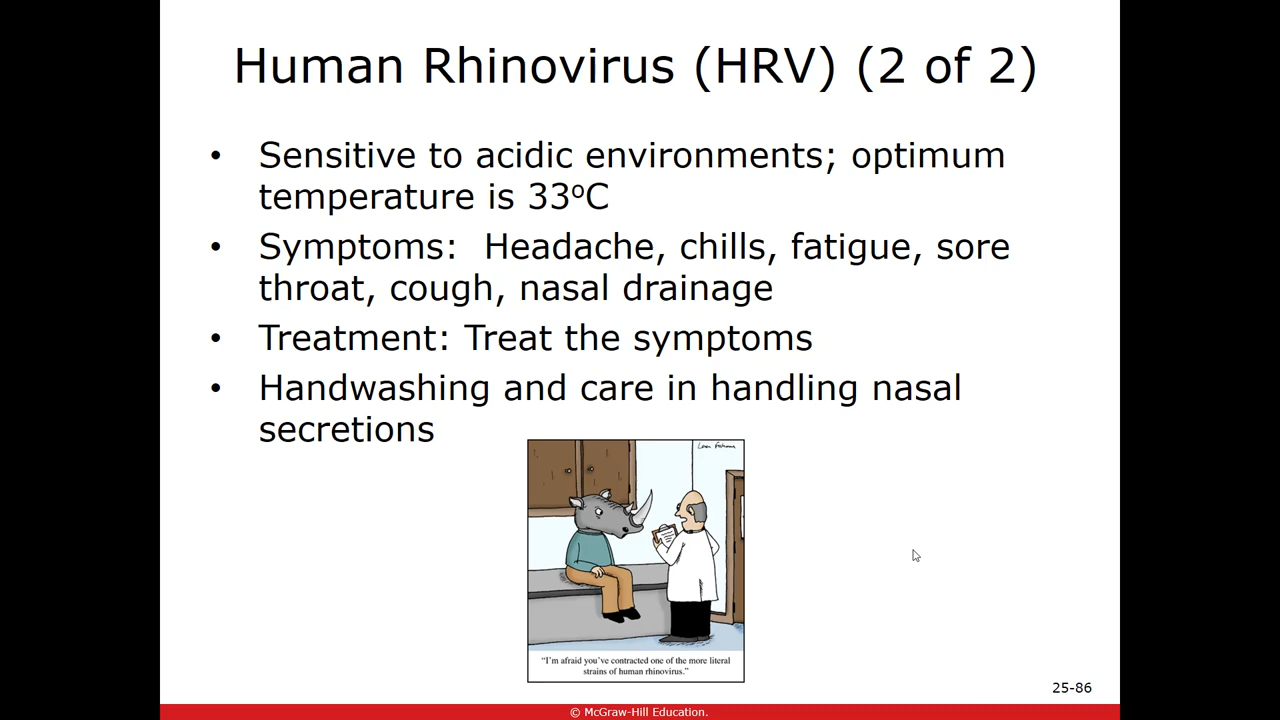 Human Rhinovirus (HRV) (2 of 2)
• Sensitive to acidic environments; optimum
temperature is 33ºC
• Symptoms:  Headache, chills, fatigue, sore
throat, cough, nasal drainage
• Treatment: Treat the symptoms
• Handwashing and care in handling nasal
secretions
“I’m afraid you’ve contracted one of the more literal
strains of human rhinovirus.”
25-86
© McGraw-Hill Education.